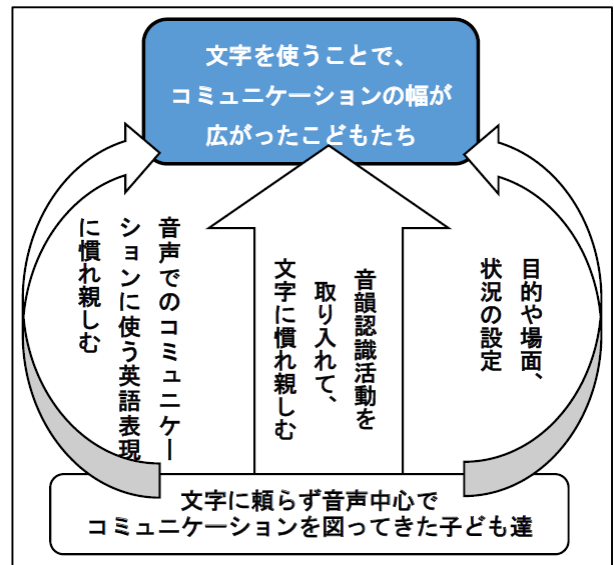 文字を使うことで、
コミュニケーションの幅が
広がったこどもたち
音声でのコミュニケー
ションに使う英語表現
に慣れ親しむ
音韻認識活動を
取り入れて、
文字に慣れ親しむ
目的や場面、
状況の設定
文字に頼らず音声中心で
コミュニケーションを図ってきた子ども達